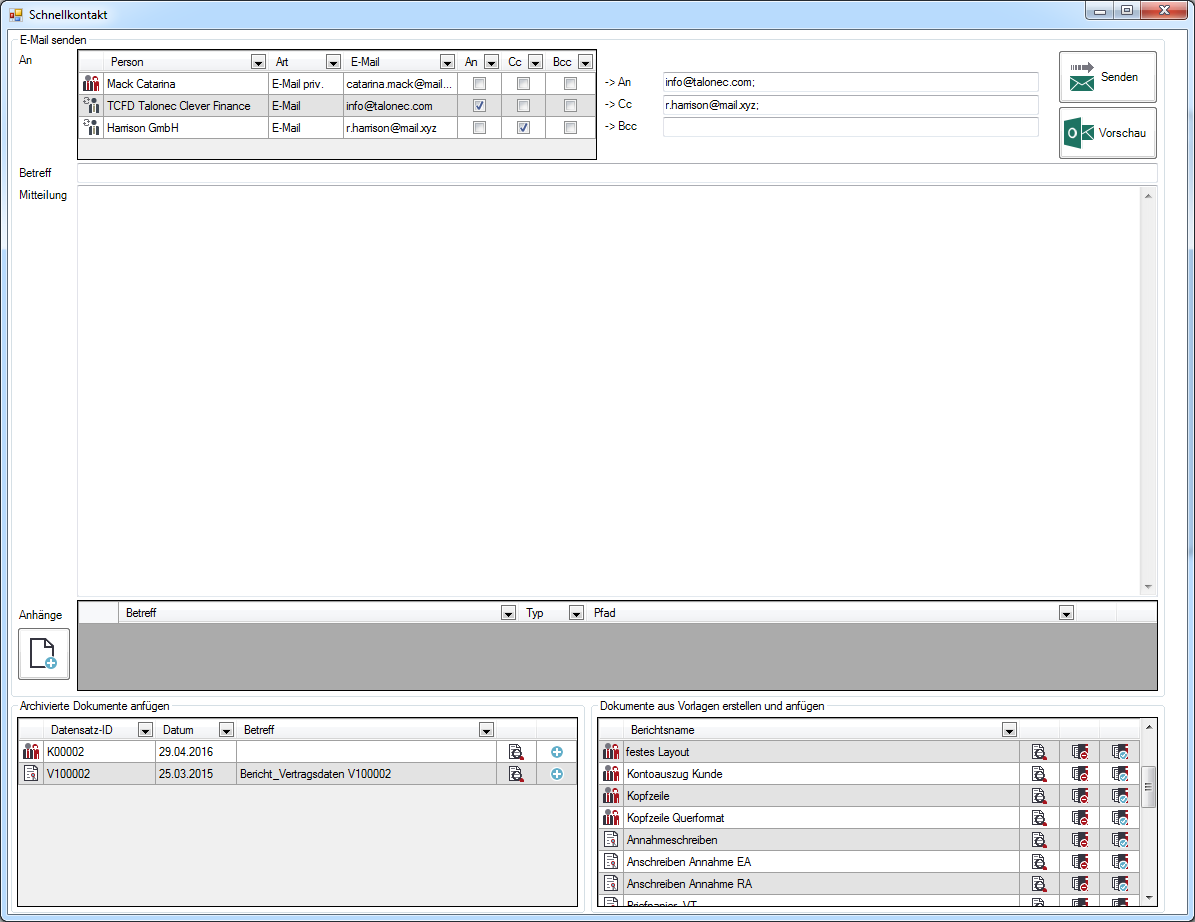 Schnellkontakt
E-Mail senden
An
Person Art E-Mail An Cc Bcc
Mack Catarina E-Mail priv. catarina.mack@mail...
TCFD Talonec Clever Finance E-Mail info@talonec.com
Harrison GmbH E-Mail r.harrison@mail.xyz
-> An info@talonec.com;
-> Cc r.harrison@mail.xyz;
-> Bcc
Senden
Vorschau
Betreff
Mitteilung
Anhänge
Betreff Typ Pfad
Archivierte Dokumente anfügen
Datensatz-ID Datum Betreff
K00002 29.04.2016
V100002 25.03.2015 Bericht_Vertragsdaten V100002
Dokumente aus Vorlagen erstellen und anfügen
Berichtsname
festes Layout
Kontoauszug Kunde
Kopfzeile
Kopfzeile Querformat
Annahmeschreiben
Anschreiben Annahme EA
Anschreiben Annahme RA
Briefpapier_VT